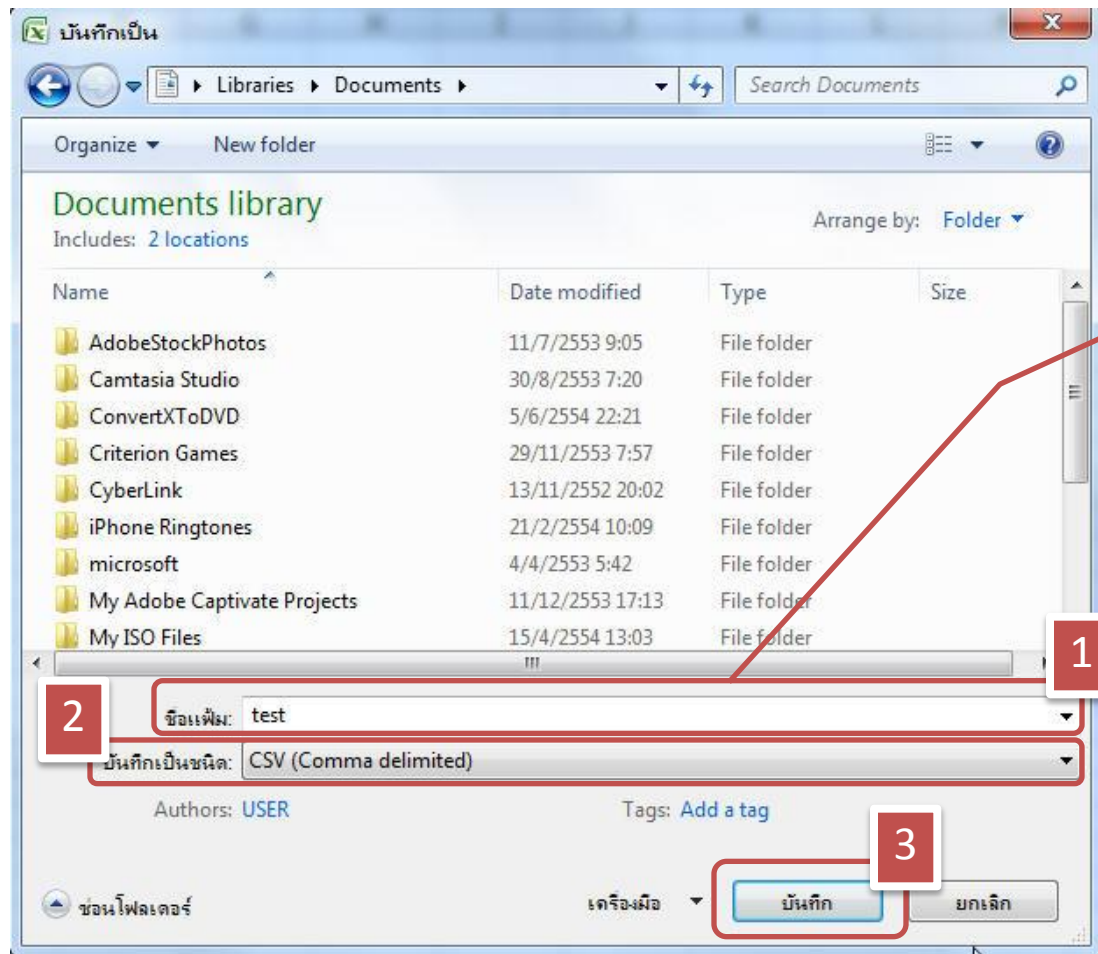 บันทึกเป็น
Libraries Documents Search Documents
Organize New folder
Documents library
Includes: 2 locations
Arrange by: Folder
Name Date modified Type Size
AdobeStockPhotos 11/7/2553 9:05 File folder
Camtasia Studio 30/8/2553 7:20 File folder
ConvertXToDVD 5/6/2554 22:21 File folder
Criterion Games 29/11/2553 7:57 File folder
CyberLink 13/11/2552 20:02 File folder
iPhone Ringtones 21/2/2554 10:09 File folder
microsoft 4/4/2553 5:42 File folder
My Adobe Captivate Projects 11/12/2553 17:13 File folder
My ISO Files 15/4/2554 13:03 File folder
1
2
ชื่อแฟ้ม: test
บันทึกเป็นชนิด: CSV (Comma delimited)
Authors: USER Tags: Add a tag
3
ซ่อนโฟลเดอร์ เครื่องมือ บันทึก ยกเลิก